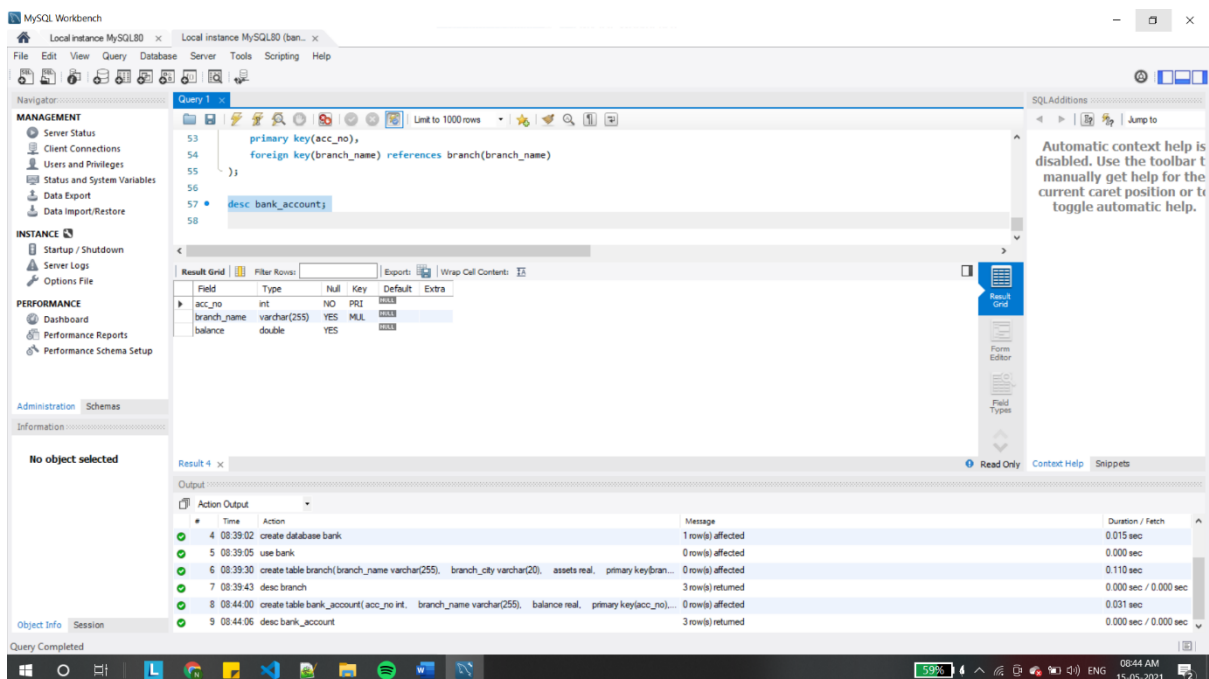 MySQL Workbench
Local instance MySQL80 × Local instance MySQL80 (ban... ×
File Edit View Query Database Server Tools Scripting Help
Navigator
MANAGEMENT
Server Status
Client Connections
Users and Privileges
Status and System Variables
Data Export
Data Import/Restore
INSTANCE
Startup / Shutdown
Server Logs
Options File
PERFORMANCE
Dashboard
Performance Reports
Performance Schema Setup
Administration Schemas
Information
No object selected
Object Info Session
Query 1 ×
Limit to 1000 rows
53 primary key(acc_no),
54 foreign key(branch_name) references branch(branch_name)
55 );
56
57 desc bank_account;
58
Result Grid Filter Rows: Export: Wrap Cell Content:
Field Type Null Key Default Extra
acc_no int NO PRI NULL
branch_name varchar(255) YES MUL NULL
balance double YES NULL
Result Grid
Form Editor
Field Types
Result 4 ×
Read Only
SQLAdditions
Jump to
Automatic context help is
disabled. Use the toolbar t
manually get help for the
current caret position or to
toggle automatic help.
Context Help Snippets
Output
Action Output
# Time Action Message Duration / Fetch
4 08:39:02 create database bank 1 row(s) affected 0.015 sec
5 08:39:05 use bank 0 row(s) affected 0.000 sec
6 08:39:30 create table branch( branch_name varchar(255), branch_city varchar(20), assets real, primary key(bran... 0 row(s) affected 0.110 sec
7 08:39:43 desc branch 3 row(s) returned 0.000 sec / 0.000 sec
8 08:44:00 create table bank_account( acc_no int, branch_name varchar(255), balance real, primary key(acc_no),... 0 row(s) affected 0.031 sec
9 08:44:06 desc bank_account 3 row(s) returned 0.000 sec / 0.000 sec
Query Completed
59% ENG 08:44 AM
15-05-2021